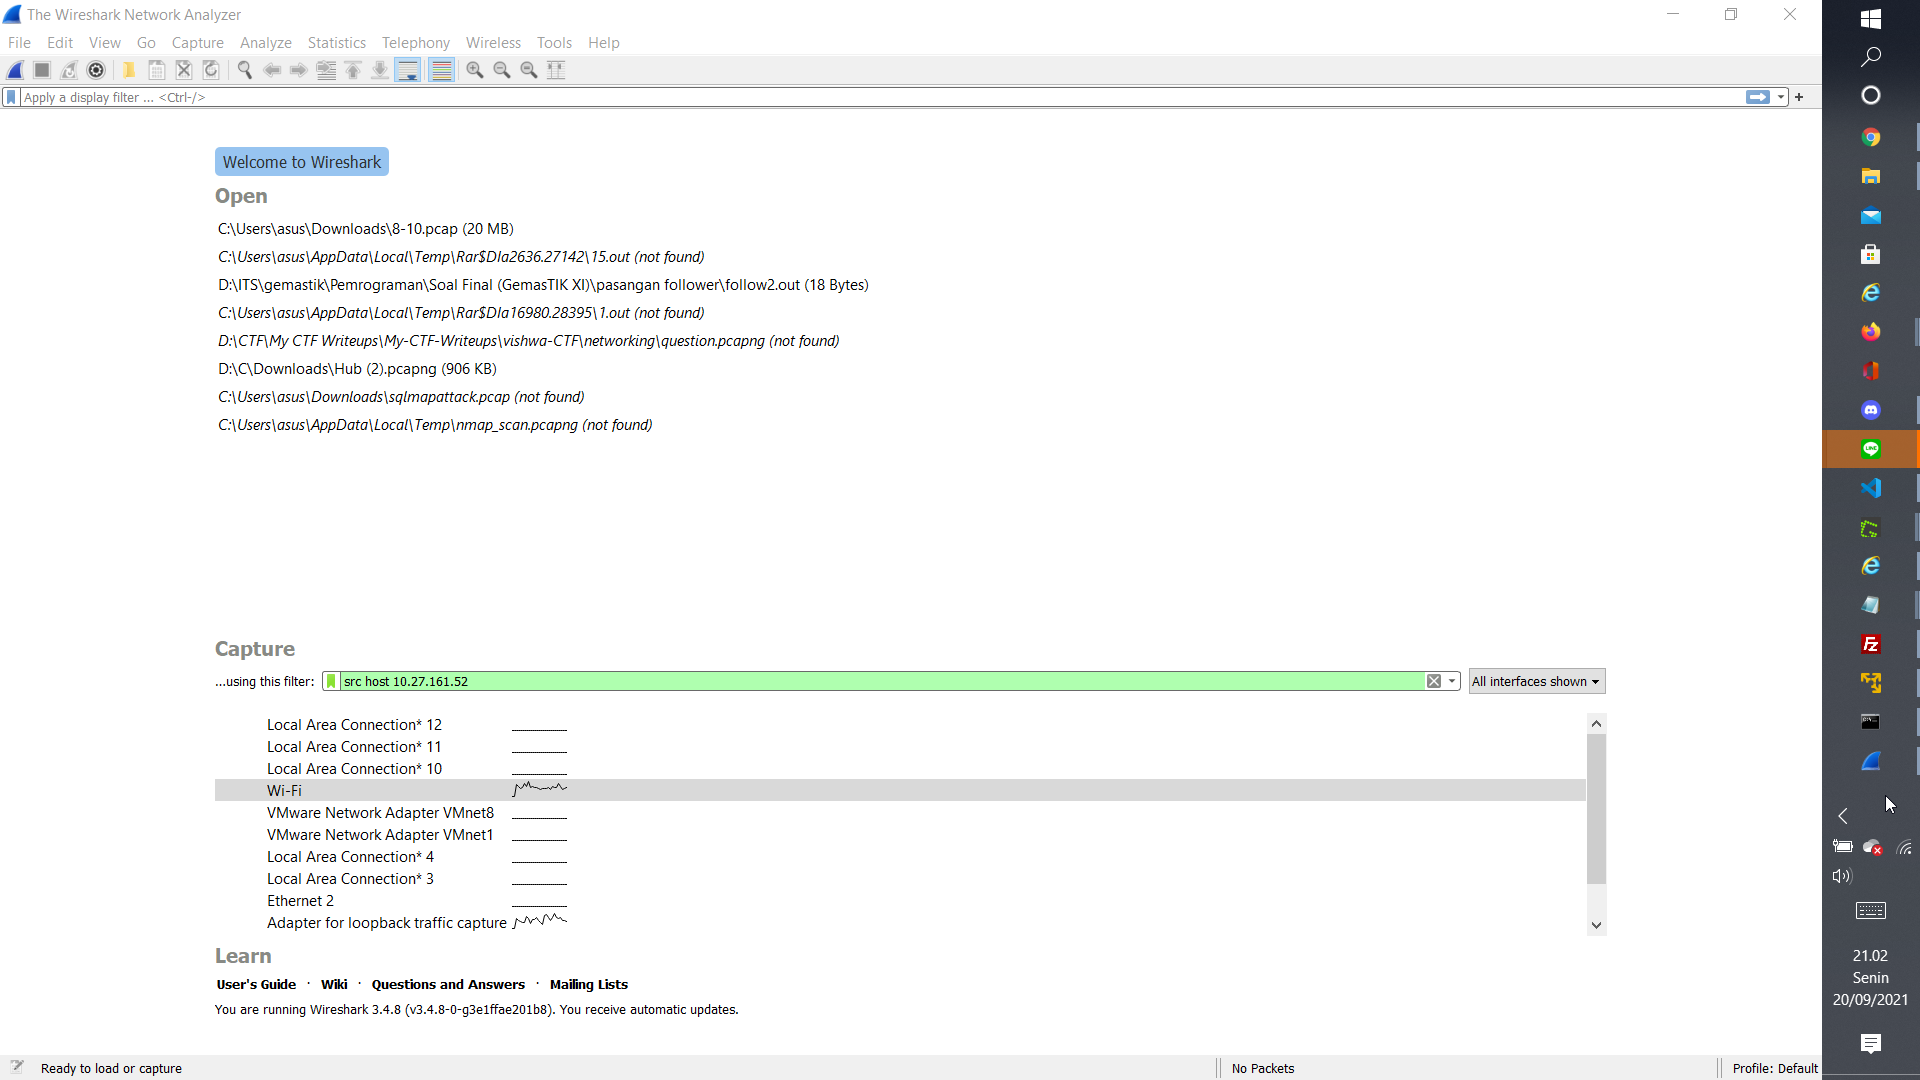 The Wireshark Network Analyzer
File Edit View Go Capture Analyze Statistics Telephony Wireless Tools Help
Apply a display filter ... <Ctrl-/>
Welcome to Wireshark
Open
C:\Users\asus\Downloads\8-10.pcap (20 MB)
C:\Users\asus\AppData\Local\Temp\Rar$DIa2636.27142\15.out (not found)
D:\ITS\gemastik\Pemrograman\Soal Final (GemasTIK XI)\pasangan follower\follow2.out (18 Bytes)
C:\Users\asus\AppData\Local\Temp\Rar$DIa16980.28395\1.out (not found)
D:\CTF\My CTF Writeups\My-CTF-Writeups\vishwa-CTF\networking\question.pcapng (not found)
D:\C\Downloads\Hub (2).pcapng (906 KB)
C:\Users\asus\Downloads\sqlmapattack.pcap (not found)
C:\Users\asus\AppData\Local\Temp\nmap_scan.pcapng (not found)
Capture
...using this filter: src host 10.27.161.52 All interfaces shown
Local Area Connection* 12
Local Area Connection* 11
Local Area Connection* 10
Wi-Fi
VMware Network Adapter VMnet8
VMware Network Adapter VMnet1
Local Area Connection* 4
Local Area Connection* 3
Ethernet 2
Adapter for loopback traffic capture
Learn
User's Guide · Wiki · Questions and Answers · Mailing Lists
You are running Wireshark 3.4.8 (v3.4.8-0-g3e1ffae201b8). You receive automatic updates.
Ready to load or capture No Packets Profile: Default
21.02
Senin
20/09/2021